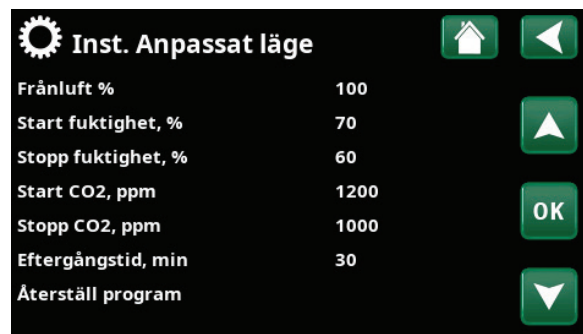 Inst. Anpassat läge
Frånluft % 100
Start fuktighet, % 70
Stopp fuktighet, % 60
Start CO2, ppm 1200
Stopp CO2, ppm 1000
Eftergångstid, min 30
Återställ program
OK